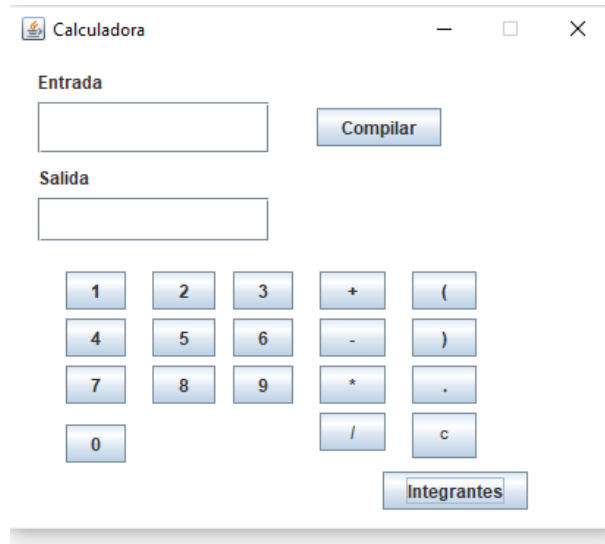 Calculadora
Entrada
Compilar
Salida
1 2 3 + (
4 5 6 - )
7 8 9 * .
0 / c
Integrantes